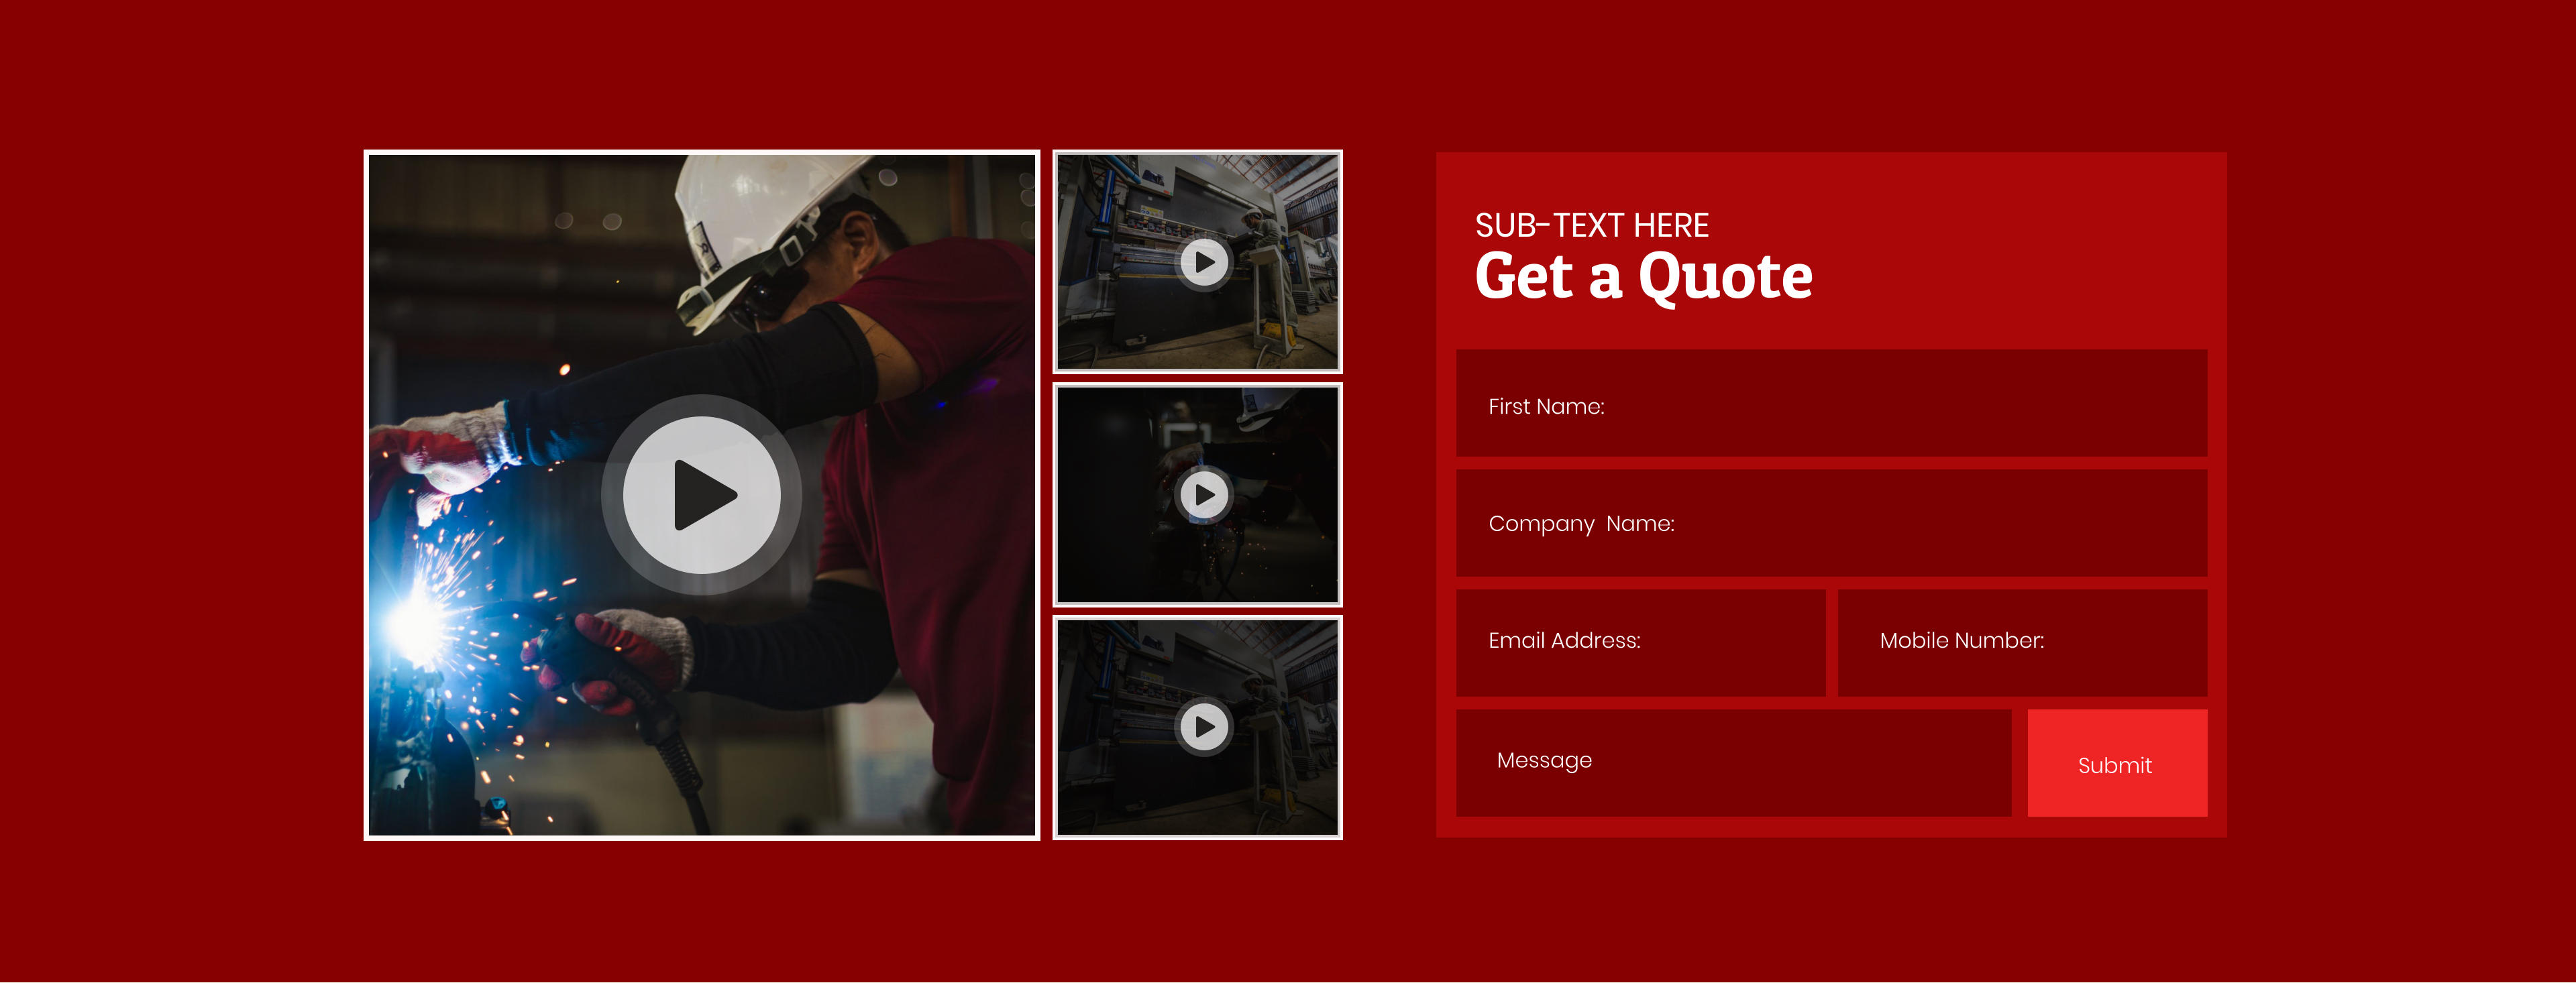 SUB-TEXT HERE
Get a Quote
First Name:
Company  Name:
Email Address:
Mobile Number:
Message
Submit